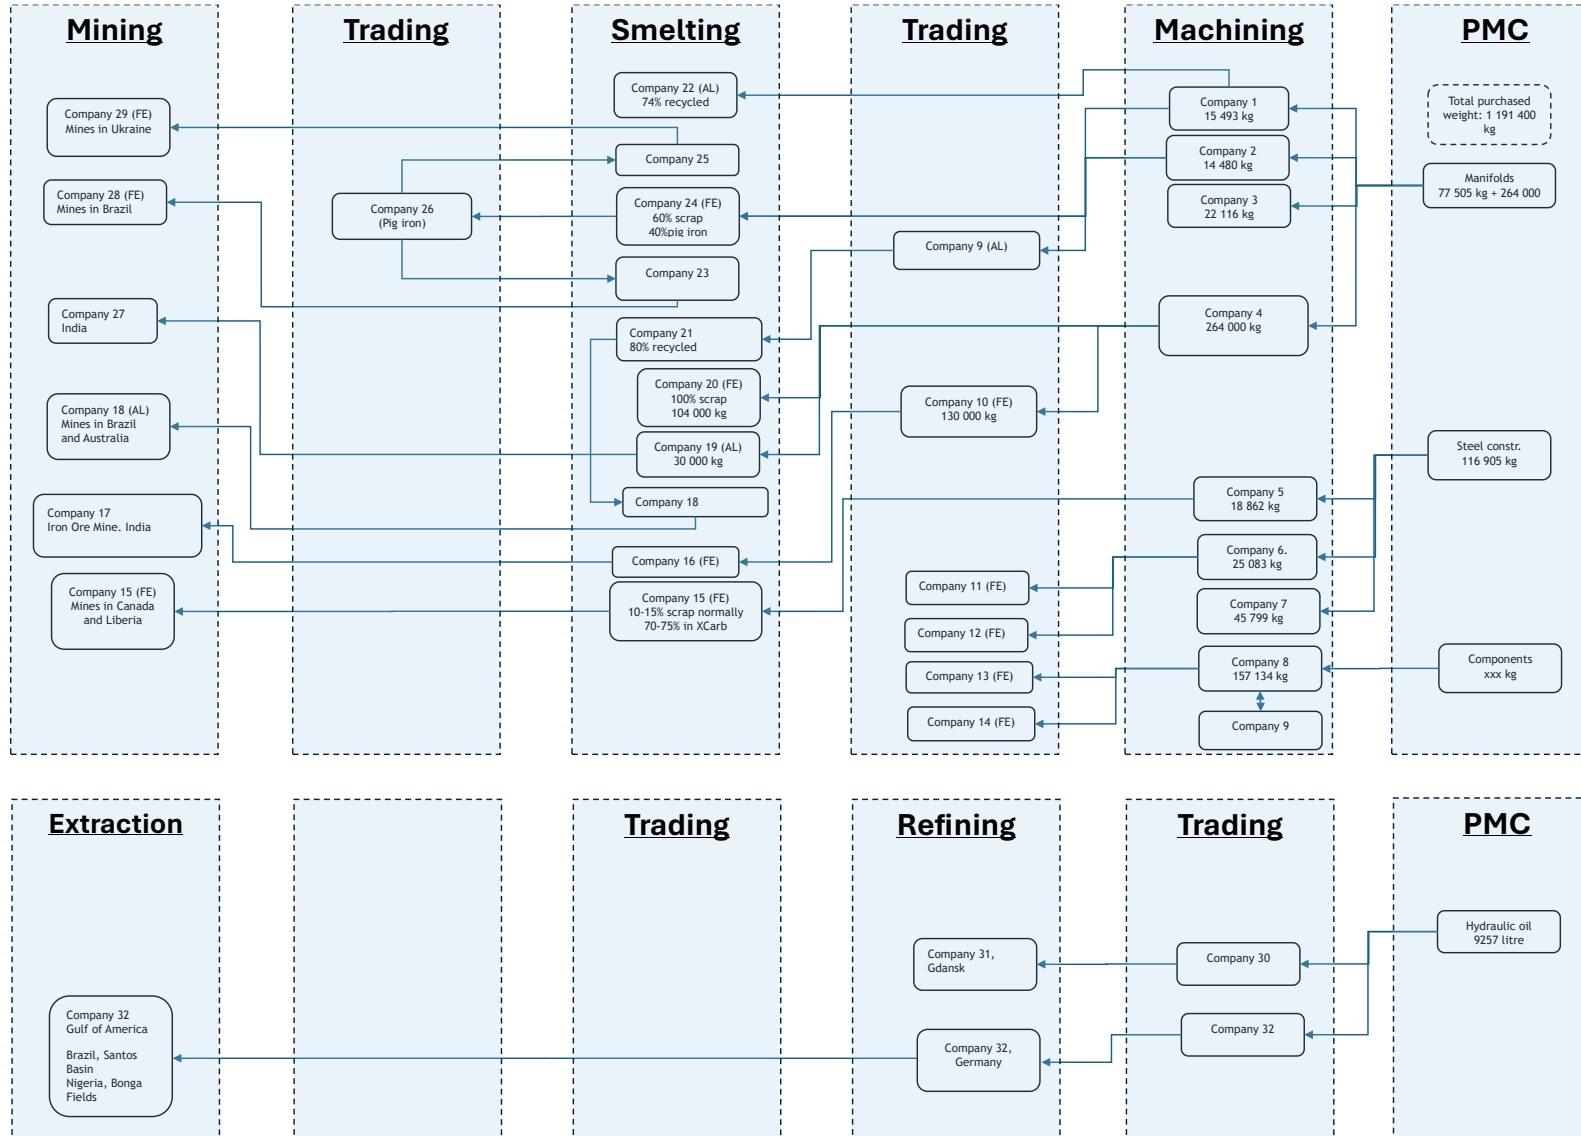 Mining
Trading
Smelting
Trading
Machining
PMC
Company 29 (FE)
Mines in Ukraine
Company 28 (FE)
Mines in Brazil
Company 27
India
Company 18 (AL)
Mines in Brazil
and Australia
Company 17
Iron Ore Mine. India
Company 15 (FE)
Mines in Canada
and Liberia
Company 26
(Pig iron)
Company 22 (AL)
74% recycled
Company 25
Company 24 (FE)
60% scrap
40%pig iron
Company 23
Company 21
80% recycled
Company 20 (FE)
100% scrap
104 000 kg
Company 19 (AL)
30 000 kg
Company 18
Company 16 (FE)
Company 15 (FE)
10-15% scrap normally
70-75% in XCarb
Company 9 (AL)
Company 10 (FE)
130 000 kg
Company 11 (FE)
Company 12 (FE)
Company 13 (FE)
Company 14 (FE)
Company 1
15 493 kg
Company 2
14 480 kg
Company 3
22 116 kg
Company 4
264 000 kg
Company 5
18 862 kg
Company 6.
25 083 kg
Company 7
45 799 kg
Company 8
157 134 kg
Company 9
Total purchased
weight: 1 191 400
kg
Manifolds
77 505 kg + 264 000
Steel constr.
116 905 kg
Components
xxx kg
Extraction
Trading
Refining
Trading
PMC
Company 32
Gulf of America
Brazil, Santos
Basin
Nigeria, Bonga
Fields
Company 31,
Gdansk
Company 32,
Germany
Company 30
Company 32
Hydraulic oil
9257 litre